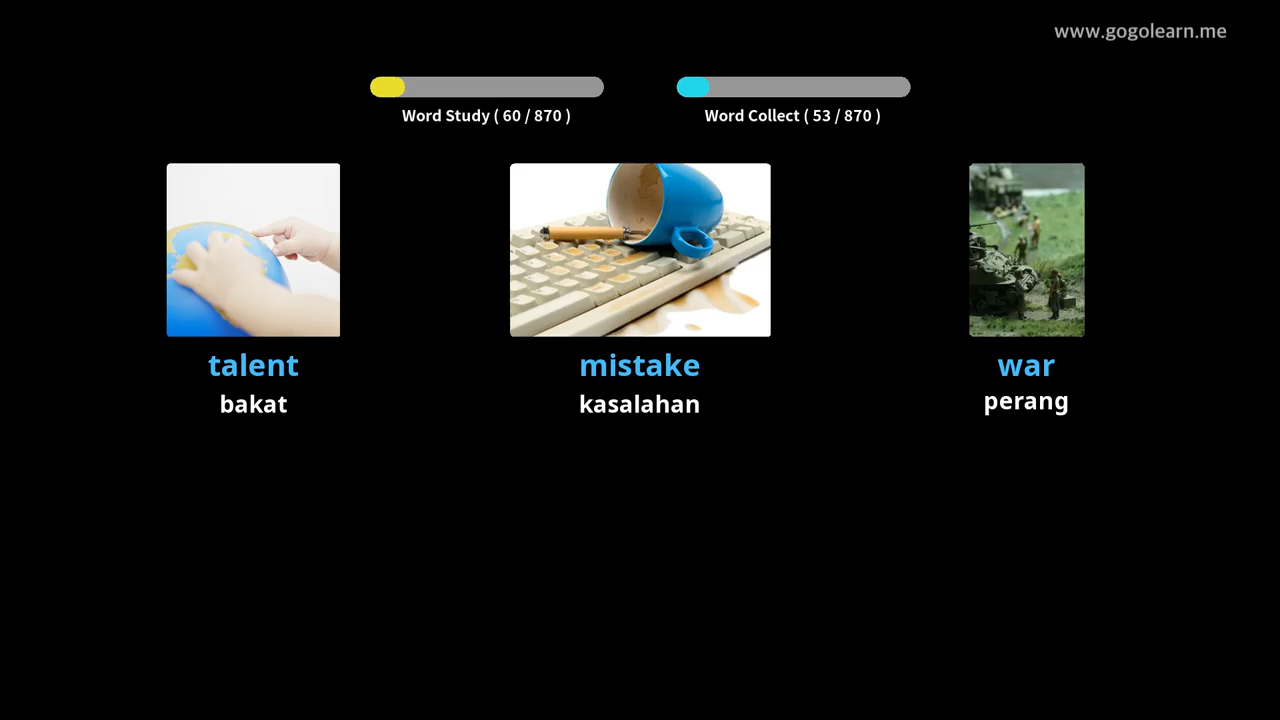 www.gogolearn.me
Word Study ( 60 / 870 )
Word Collect ( 53 / 870 )
talent
mistake
war
bakat
kasalahan
perang